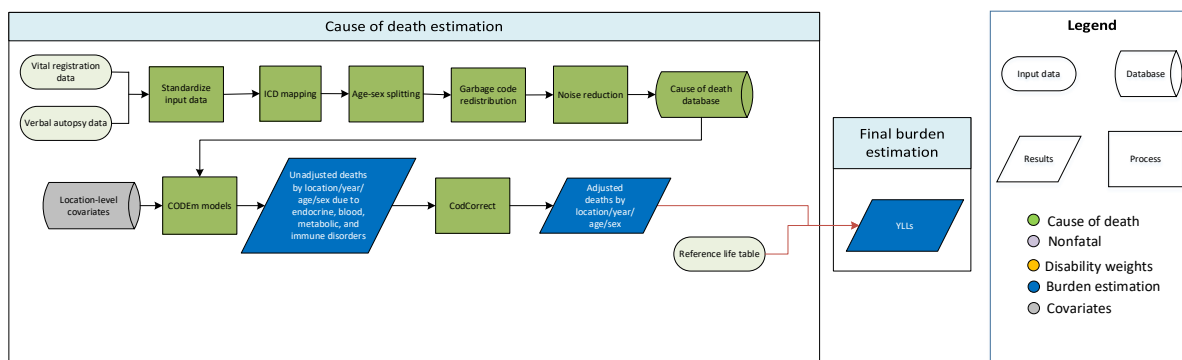 Cause of death estimation
Vital registration
data
Verbal autopsy data
Standardize
input data
ICD mapping
Age-sex splitting
Garbage code
redistribution
Noise reduction
Cause of death
database
Location-level
covariates
CODEm models
Unadjusted deaths
by location/year/
age/sex due to
endocrine, blood,
metabolic, and
immune disorders
CodCorrect
Adjusted
deaths by
location/year/
age/sex
Reference life table
Final burden
estimation
YLLs
Legend
Input data
Database
Results
Process
Cause of death
Nonfatal
Disability weights
Burden estimation
Covariates